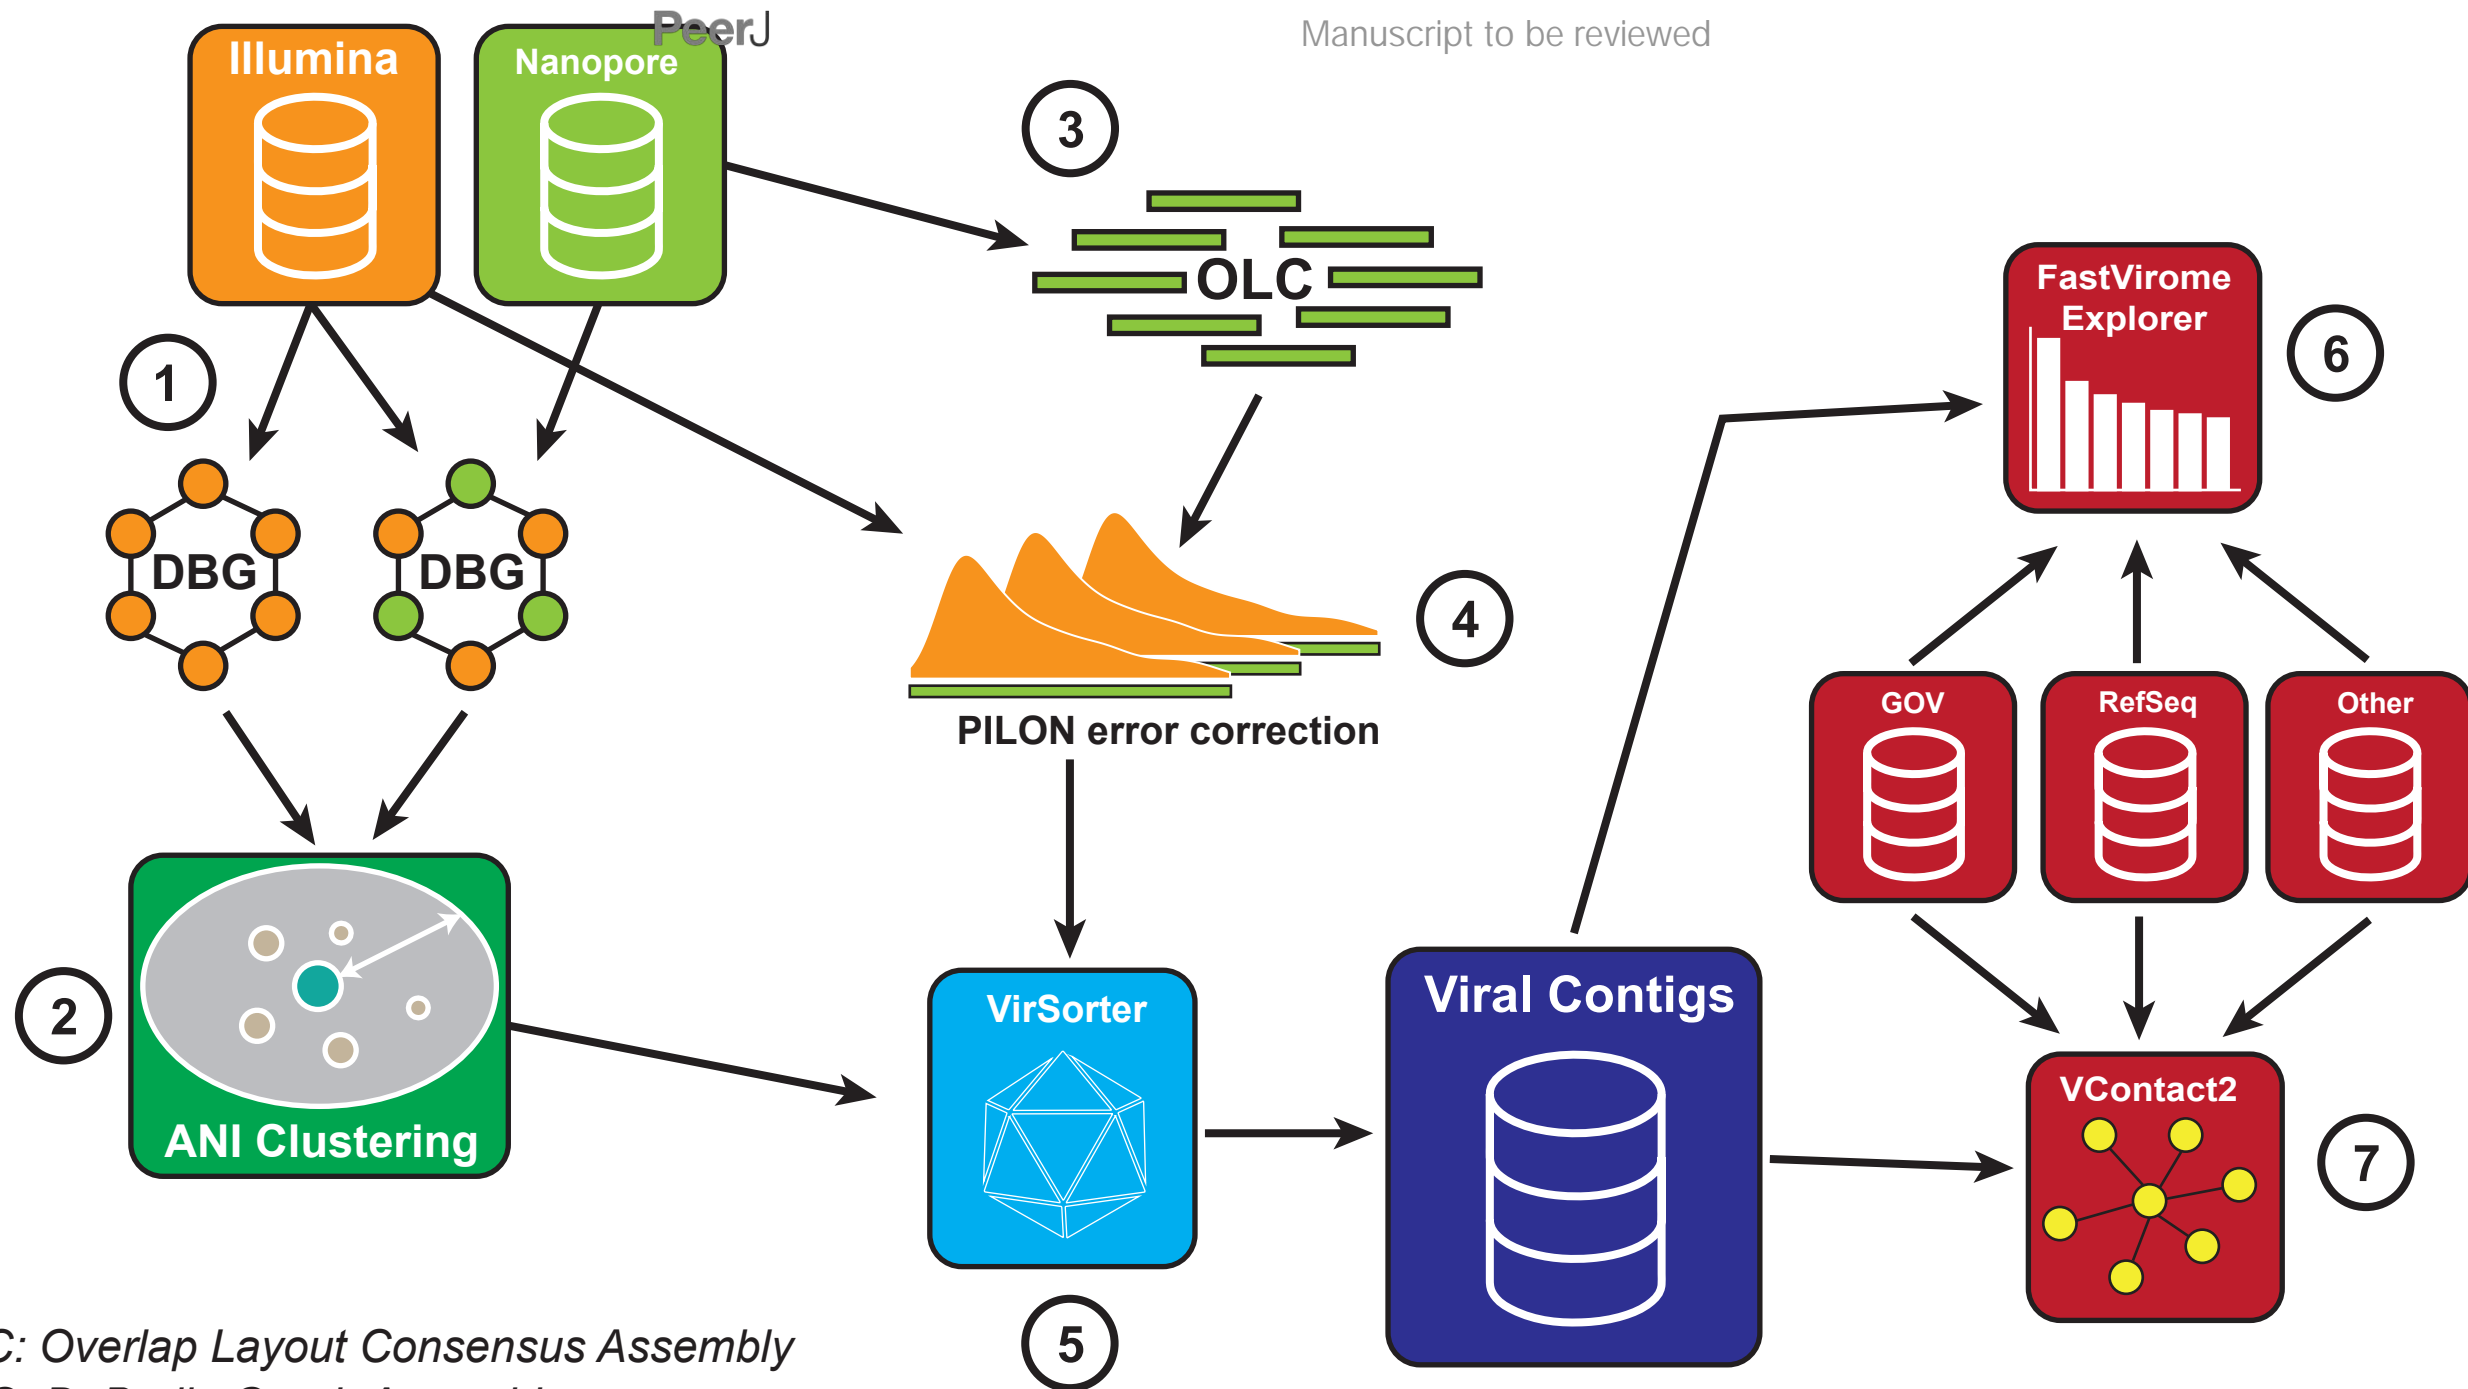 PeerJ
Manuscript to be reviewed
Illumina
Nanopore
3
OLC
FastVirome
Explorer
6
1
DBG
DBG
4
PILON error correction
GOV
RefSeq
Other
2
ANI Clustering
VirSorter
Viral Contigs
VContact2
7
5
C: Overlap Layout Consensus Assembly